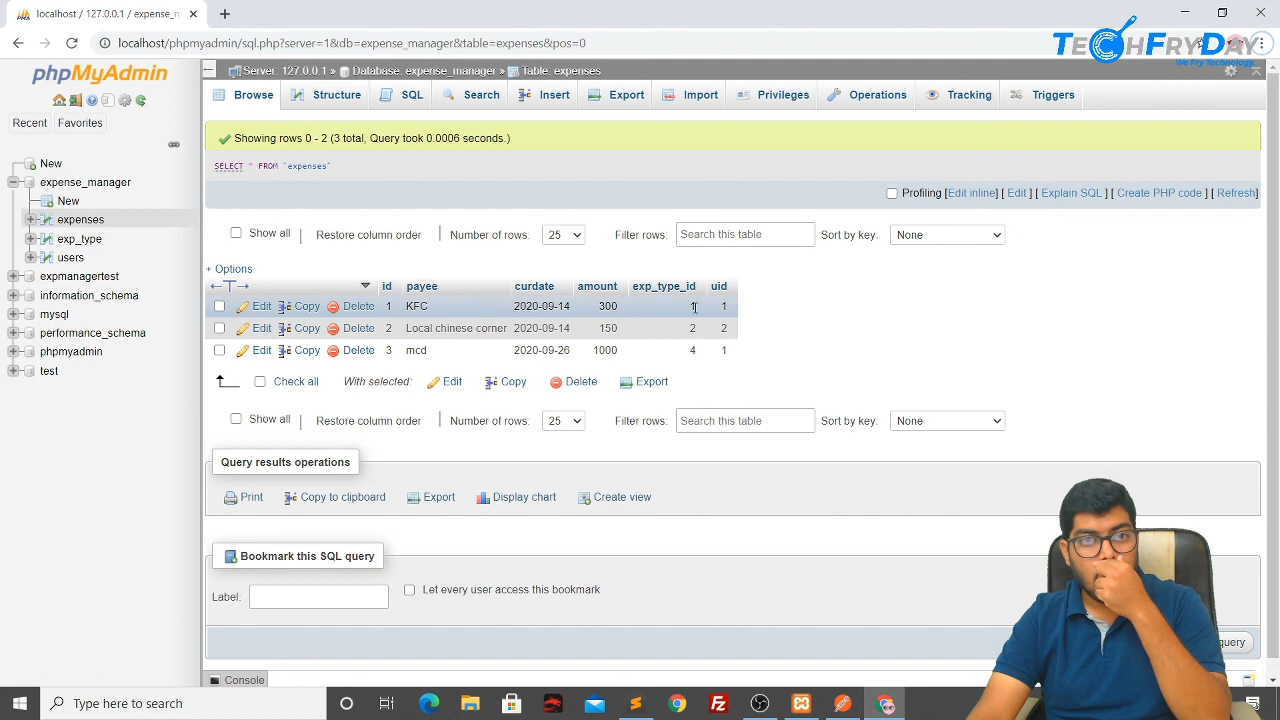 localhost / 127.0.0.1 / expense_m
localhost/phpmyadmin/sql.php?server=1&db=expense_manager&table=expenses&pos=0
TECHFRYDAY
We Fry Technology.
phpMyAdmin
Recent Favorites
New
expense_manager
New
expenses
exp_type
users
expmanagertest
information_schema
mysql
performance_schema
phpmyadmin
test
Server: 127.0.0.1 » Database: expense_manager » Table: expenses
Browse Structure SQL Search Insert Export Import Privileges Operations Tracking Triggers
Showing rows 0 - 2 (3 total, Query took 0.0006 seconds.)
SELECT * FROM `expenses`
Profiling [Edit inline] [ Edit ] [ Explain SQL ] [ Create PHP code ] [ Refresh]
Show all Restore column order Number of rows: 25 Filter rows: Search this table Sort by key: None
+ Options
id payee curdate amount exp_type_id uid
Edit Copy Delete 1 KFC 2020-09-14 300 1 1
Edit Copy Delete 2 Local chinese corner 2020-09-14 150 2 2
Edit Copy Delete 3 mcd 2020-09-26 1000 4 1
Check all With selected: Edit Copy Delete Export
Show all Restore column order Number of rows: 25 Filter rows: Search this table Sort by key: None
Query results operations
Print Copy to clipboard Export Display chart Create view
Bookmark this SQL query
Label: Let every user access this bookmark
query
Console
Type here to search